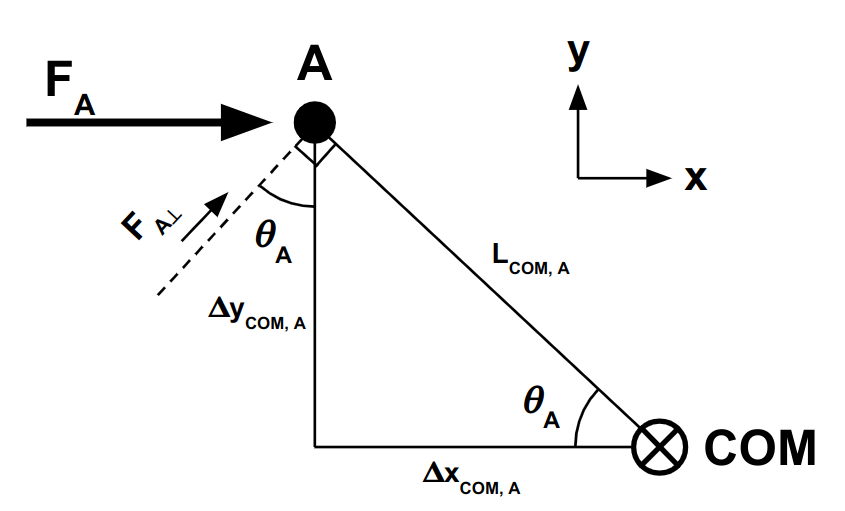 A
F_A
y
x
F_A⊥
θ_A
L_COM, A
Δy_COM, A
θ_A
COM
Δx_COM, A